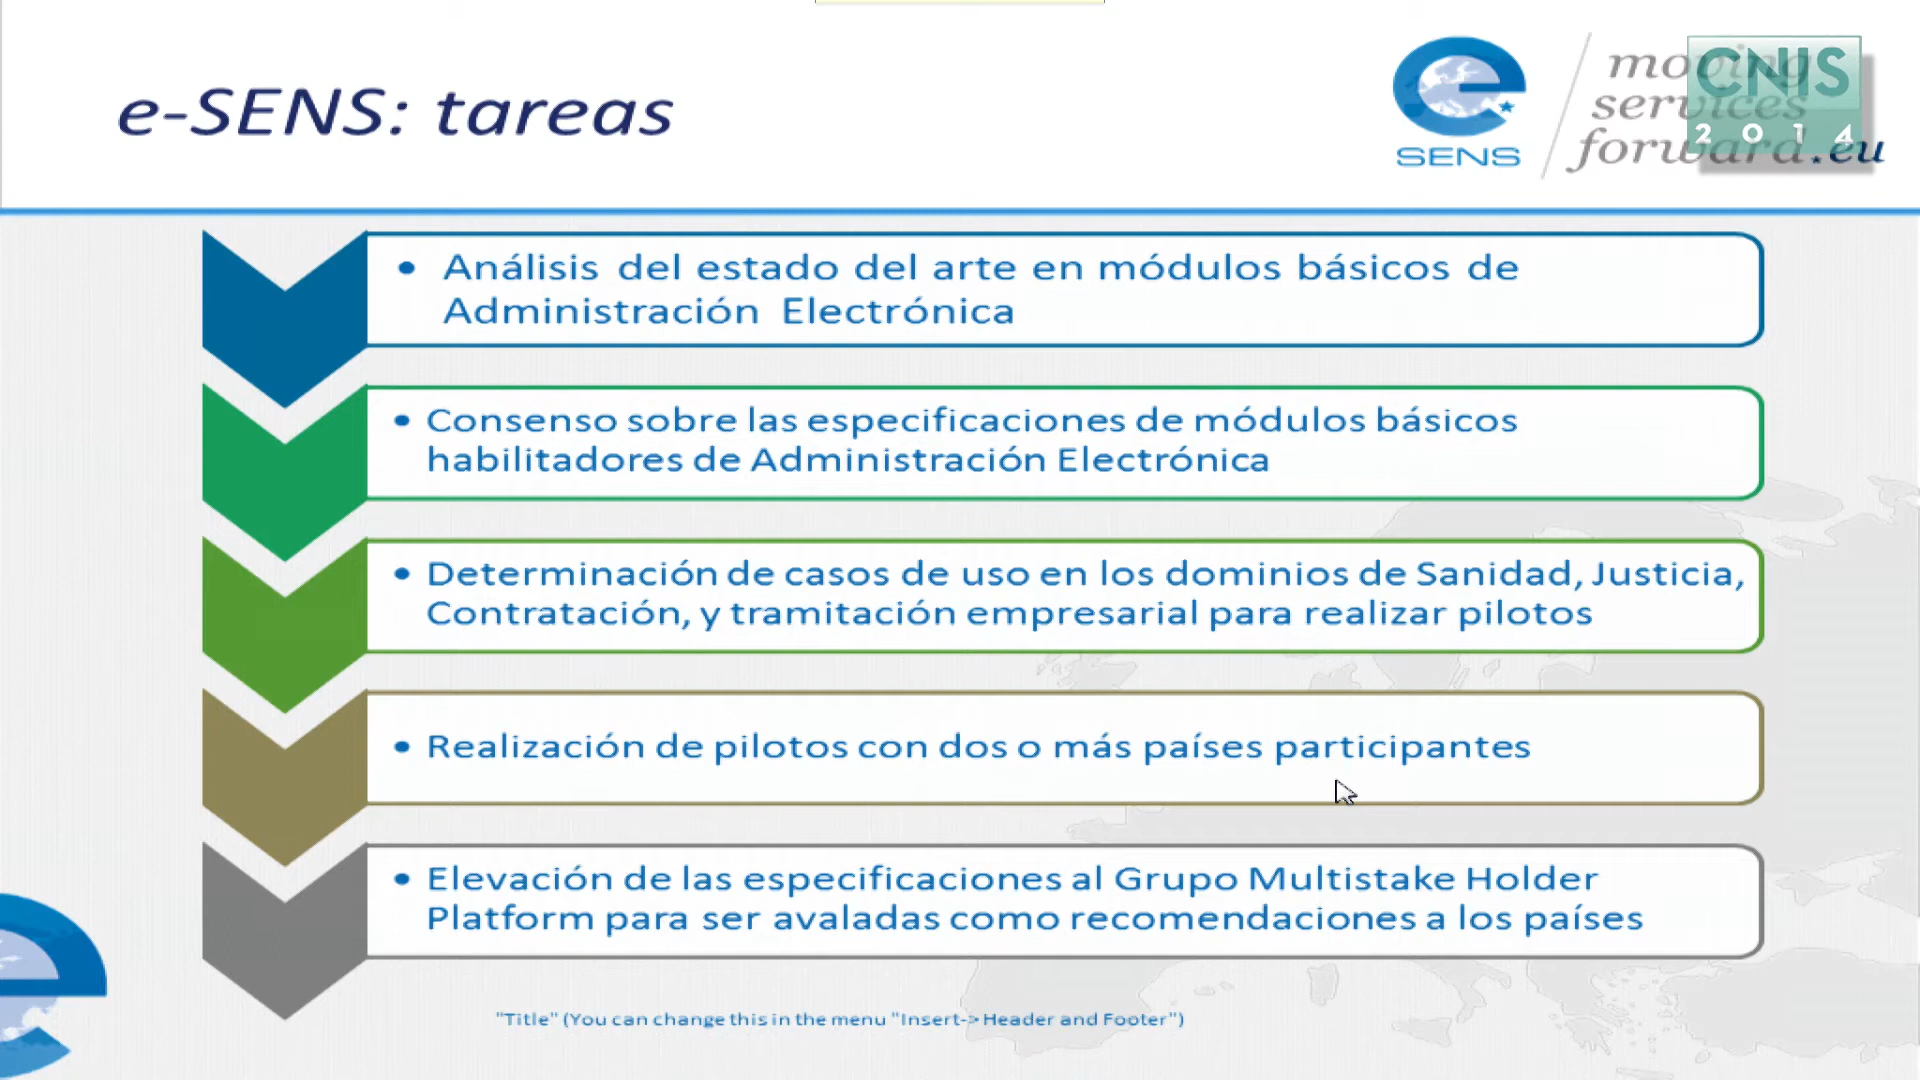 e-SENS: tareas
SENS
moving
services
forward.eu
CNIS
2014
• Análisis del estado del arte en módulos básicos de
Administración Electrónica
• Consenso sobre las especificaciones de módulos básicos
habilitadores de Administración Electrónica
• Determinación de casos de uso en los dominios de Sanidad, Justicia,
Contratación, y tramitación empresarial para realizar pilotos
• Realización de pilotos con dos o más países participantes
• Elevación de las especificaciones al Grupo Multistake Holder
Platform para ser avaladas como recomendaciones a los países
"Title" (You can change this in the menu "Insert-> Header and Footer")